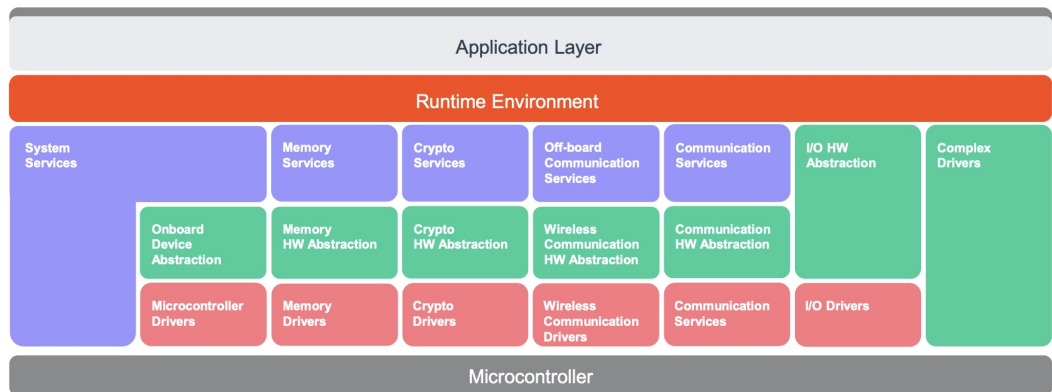 Application Layer
Runtime Environment
System
Services
Memory
Services
Crypto
Services
Off-board
Communication
Services
Communication
Services
I/O HW
Abstraction
Complex
Drivers
Onboard
Device
Abstraction
Memory
HW Abstraction
Crypto
HW Abstraction
Wireless
Communication
HW Abstraction
Communication
HW Abstraction
Microcontroller
Drivers
Memory
Drivers
Crypto
Drivers
Wireless
Communication
Drivers
Communication
Services
I/O Drivers
Microcontroller